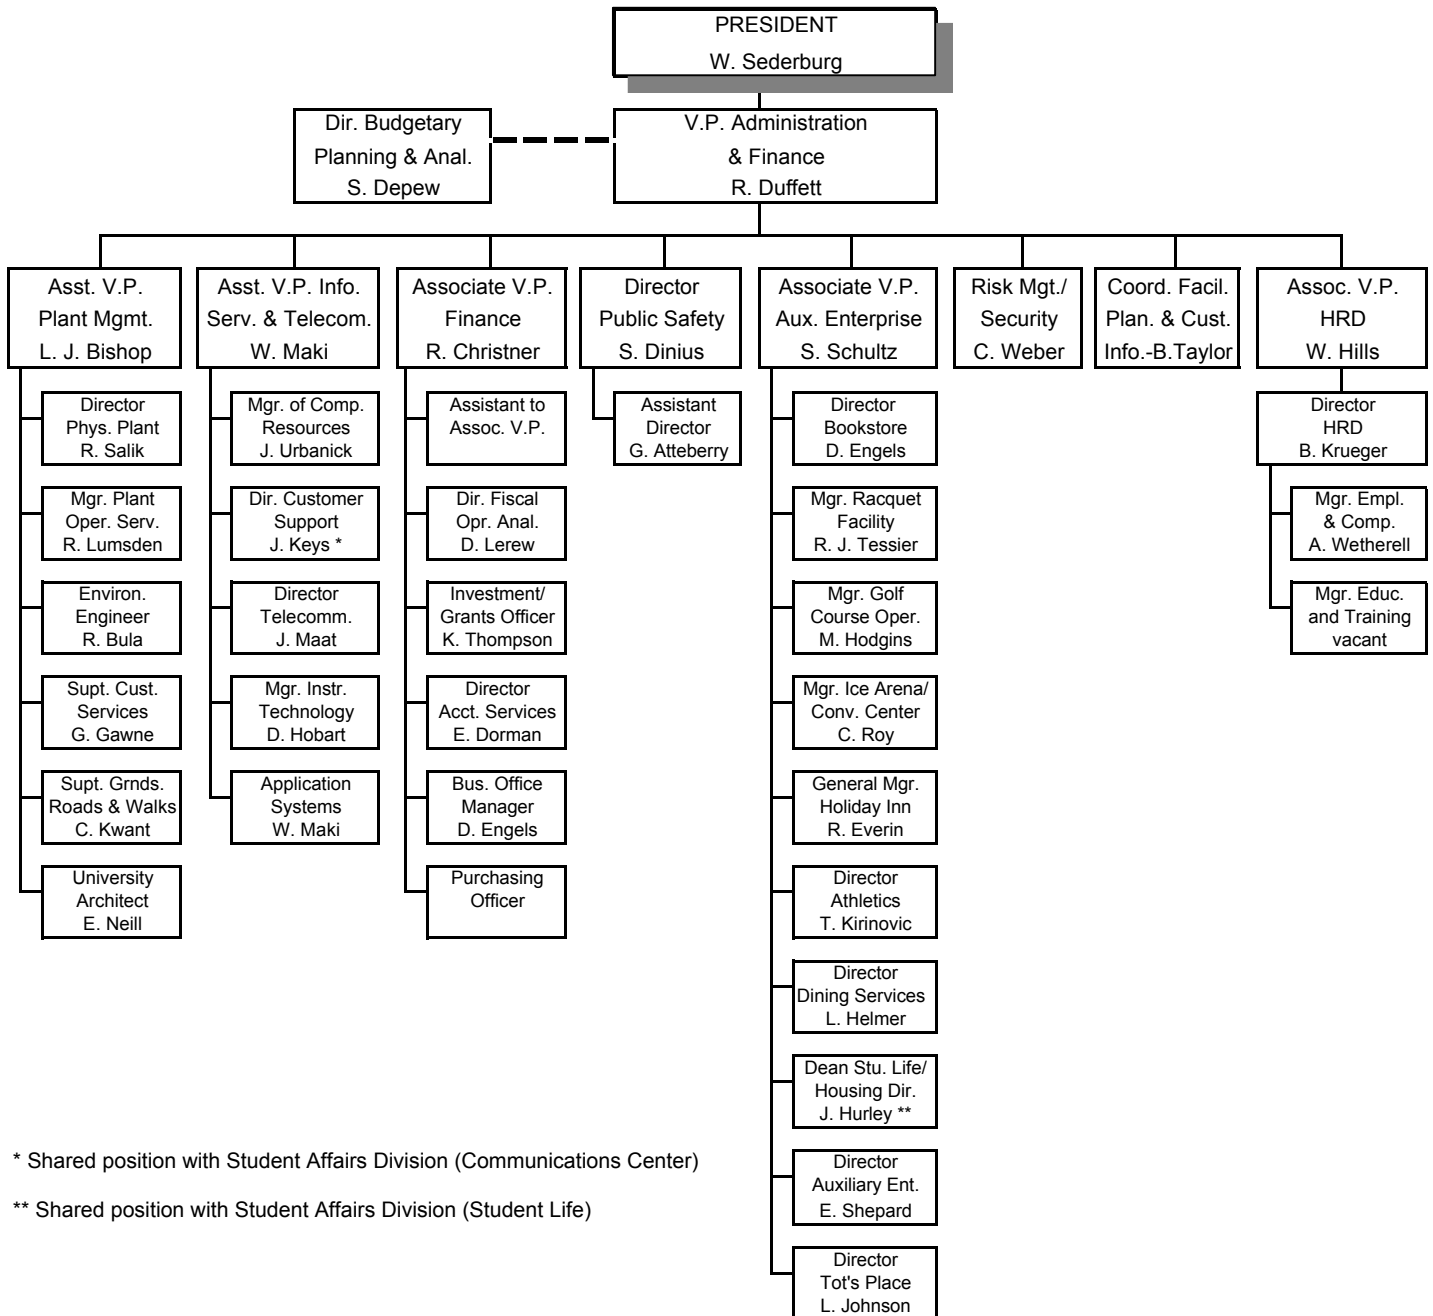 PRESIDENT
W. Sederburg
Dir. Budgetary
Planning & Anal.
S. Depew
V.P. Administration
& Finance
R. Duffett
Asst. V.P.
Plant Mgmt.
L. J. Bishop
Asst. V.P. Info.
Serv. & Telecom.
W. Maki
Associate V.P.
Finance
R. Christner
Director
Public Safety
S. Dinius
Associate V.P.
Aux. Enterprise
S. Schultz
Risk Mgt./
Security
C. Weber
Coord. Facil.
Plan. & Cust.
Info.-B.Taylor
Assoc. V.P.
HRD
W. Hills
Director
Phys. Plant
R. Salik
Mgr. Plant
Oper. Serv.
R. Lumsden
Environ.
Engineer
R. Bula
Supt. Cust.
Services
G. Gawne
Supt. Grnds.
Roads & Walks
C. Kwant
University
Architect
E. Neill
Mgr. of Comp.
Resources
J. Urbanick
Dir. Customer
Support
J. Keys *
Director
Telecomm.
J. Maat
Mgr. Instr.
Technology
D. Hobart
Application
Systems
W. Maki
Assistant to
Assoc. V.P.
Dir. Fiscal
Opr. Anal.
D. Lerew
Investment/
Grants Officer
K. Thompson
Director
Acct. Services
E. Dorman
Bus. Office
Manager
D. Engels
Purchasing
Officer
Assistant
Director
G. Atteberry
Director
Bookstore
D. Engels
Mgr. Racquet
Facility
R. J. Tessier
Mgr. Golf
Course Oper.
M. Hodgins
Mgr. Ice Arena/
Conv. Center
C. Roy
General Mgr.
Holiday Inn
R. Everin
Director
Athletics
T. Kirinovic
Director
Dining Services
L. Helmer
Dean Stu. Life/
Housing Dir.
J. Hurley **
Director
Auxiliary Ent.
E. Shepard
Director
Tot's Place
L. Johnson
Director
HRD
B. Krueger
Mgr. Empl.
& Comp.
A. Wetherell
Mgr. Educ.
and Training
vacant
* Shared position with Student Affairs Division (Communications Center)
** Shared position with Student Affairs Division (Student Life)